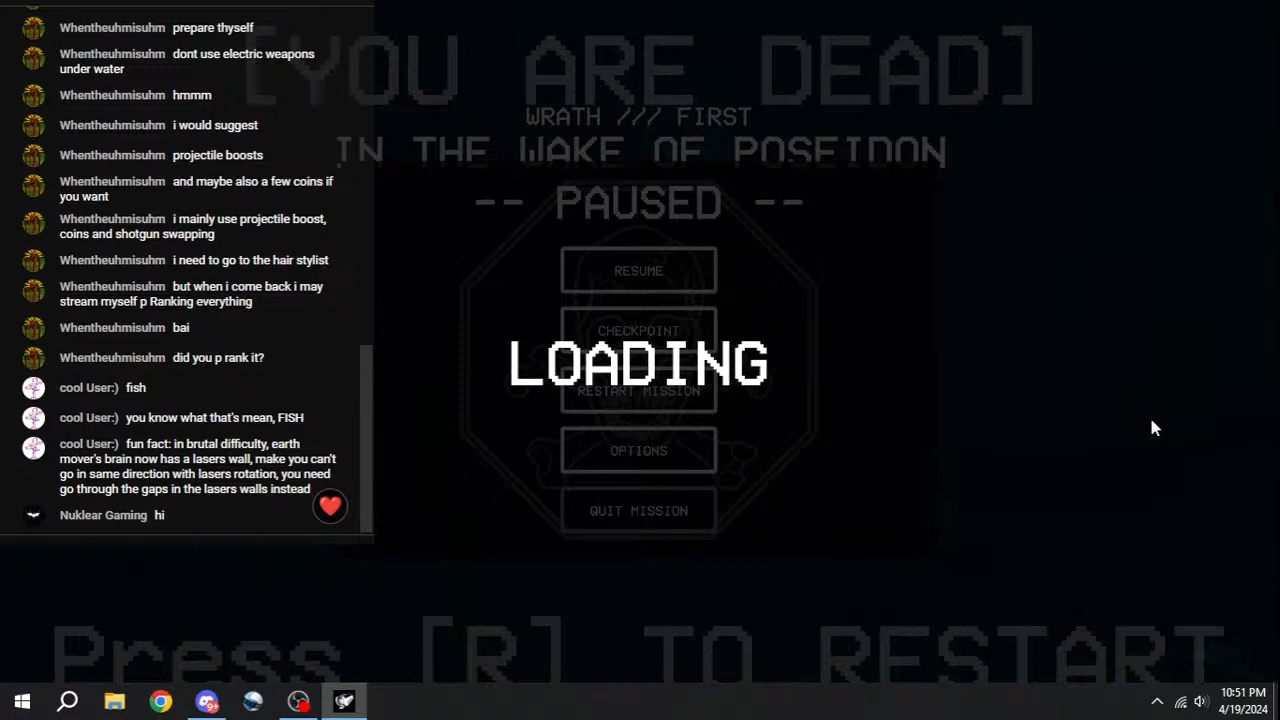 Whentheuhmisuhm prepare thyself
Whentheuhmisuhm dont use electric weapons
under water
Whentheuhmisuhm hmmm
Whentheuhmisuhm i would suggest
Whentheuhmisuhm projectile boosts
Whentheuhmisuhm and maybe also a few coins if
you want
Whentheuhmisuhm i mainly use projectile boost,
coins and shotgun swapping
Whentheuhmisuhm i need to go to the hair stylist
Whentheuhmisuhm but when i come back i may
stream myself p Ranking everything
Whentheuhmisuhm bai
Whentheuhmisuhm did you p rank it?
cool User:) fish
cool User:) you know what that's mean, FISH
cool User:) fun fact: in brutal difficulty, earth
mover's brain now has a lasers wall, make you can't
go in same direction with lasers rotation, you need
go through the gaps in the lasers walls instead
Nuklear Gaming hi
[YOU ARE DEAD]
WRATH /// FIRST
IN THE WAKE OF POSEIDON
-- PAUSED --
RESUME
CHECKPOINT
LOADING
RESTART MISSION
OPTIONS
QUIT MISSION
Press [R] TO RESTART
9+
10:51 PM
4/19/2024